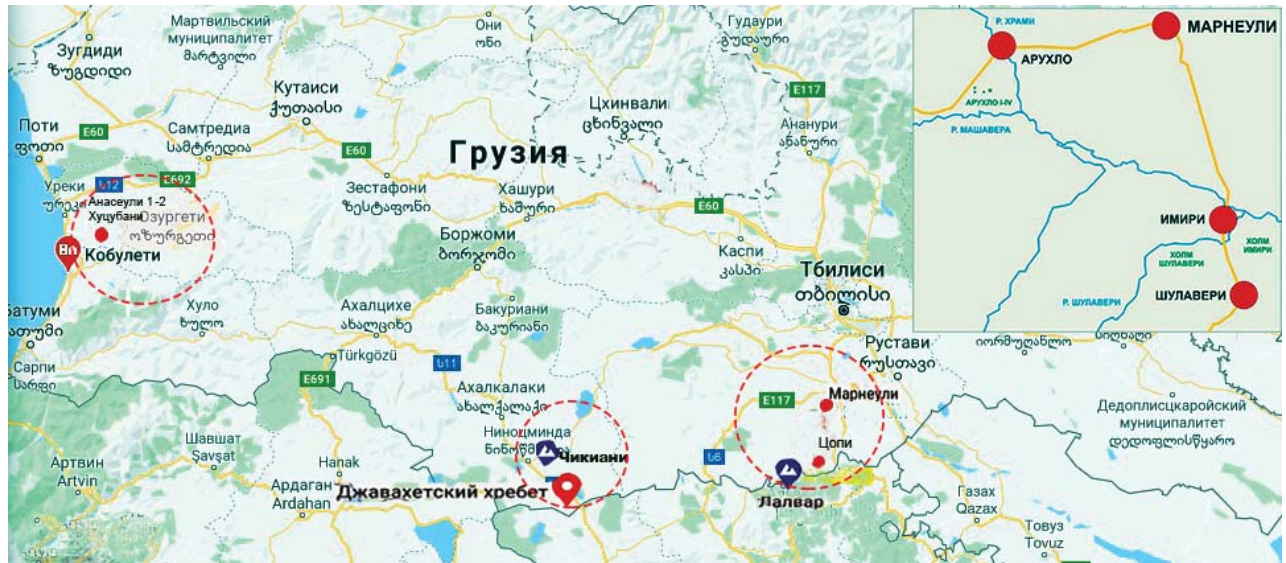 Мартвильский
муниципалитет
მარტვილი
Они
ონი
Гудаури
გუდაური
Зугдиди
ზუგდიდი
Кутаиси
ქუთაისი
E117
Цхинвали
ცხინვალი
Поти
ფოთი
E60
Самтредиа
სამტრედია
E60
Грузия
Ананури
ანანური
Уреки
ურეკი
ს12
E692
Зестафони
ზესტაფონი
Хашури
ხაშური
E60
Анасеули 1-2
Хуцубани
Озургети
ოზურგეთი
Кобулети
Боржоми
ბორჯომი
Каспи
კასპი
Тбилиси
თბილისი
Батуми
ათუმი
Хуло
ხულო
Ахалцихе
ახალციხე
Бакуриани
ბაკურიანი
Сарпи
სარფი
Türkgözü
ს11
Рустави
რუსთავი
E691
Ахалкалаки
ახალქალაქი
E117
Марнеули
Дедоплисцкаройский
муниципалитет
დედოფლისწყარო
Шавшат
Şavşat
Ниноцминда
Чикиани
Цопи
ს6
Артвин
Artvin
Hanak
Ардаган
Ardahan
Джавахетский хребет
Лалвар
Газах
Qazax
Товуз
Tovuz
Р. ХРАМИ
МАРНЕУЛИ
АРУХЛО
АРУХЛО I-IV
Р. МАШАВЕРА
ИМИРИ
ХОЛМ
ИМИРИ
ХОЛМ
ШУЛАВЕРИ
Р. ШУЛАВЕРИ
ШУЛАВЕРИ